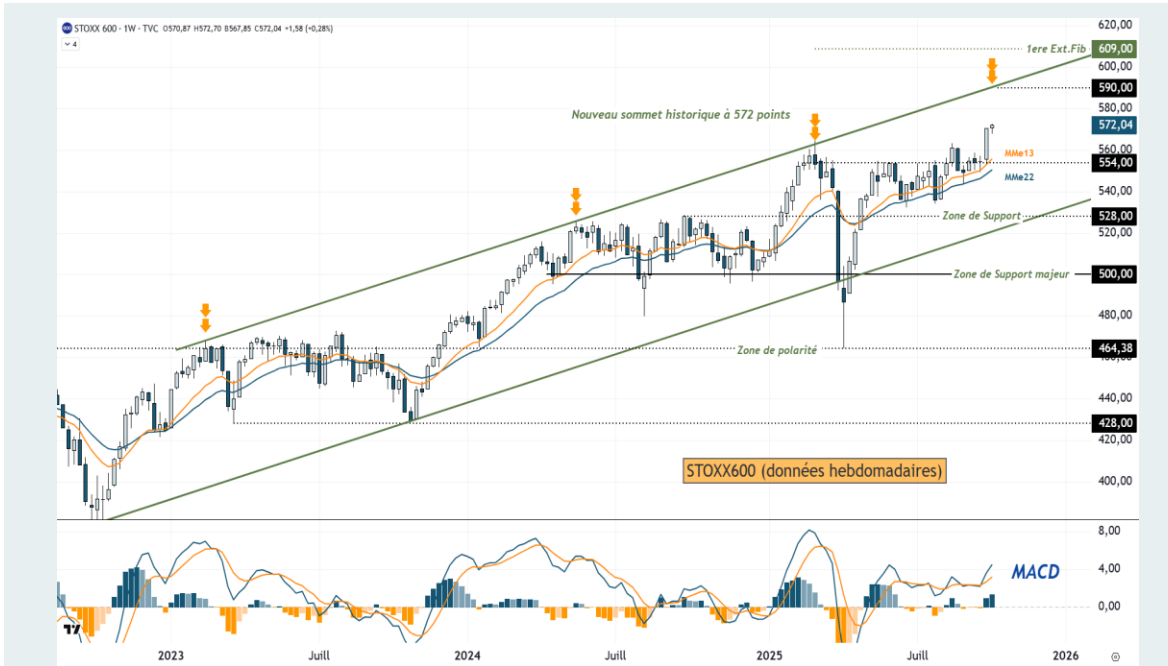 STOXX 600 - 1W - TVC O570,87 H572,70 B567,85 C572,04 +1,58 (+0,28%)
4
620,00
1ere Ext.Fib
609,00
600,00
590,00
580,00
Nouveau sommet historique à 572 points
572,04
560,00
MMe13
554,00
MMe22
540,00
Zone de Support
528,00
520,00
Zone de Support majeur
500,00
480,00
Zone de polarité
464,38
460,00
440,00
428,00
420,00
STOXX600 (données hebdomadaires)
400,00
8,00
MACD
4,00
0,00
2023
Juill
2024
Juill
2025
Juill
2026